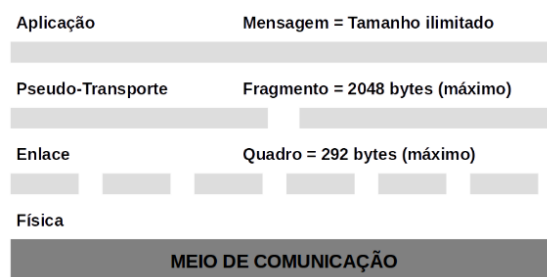 Aplicação Mensagem = Tamanho ilimitado
Pseudo-Transporte Fragmento = 2048 bytes (máximo)
Enlace Quadro = 292 bytes (máximo)
Física
MEIO DE COMUNICAÇÃO